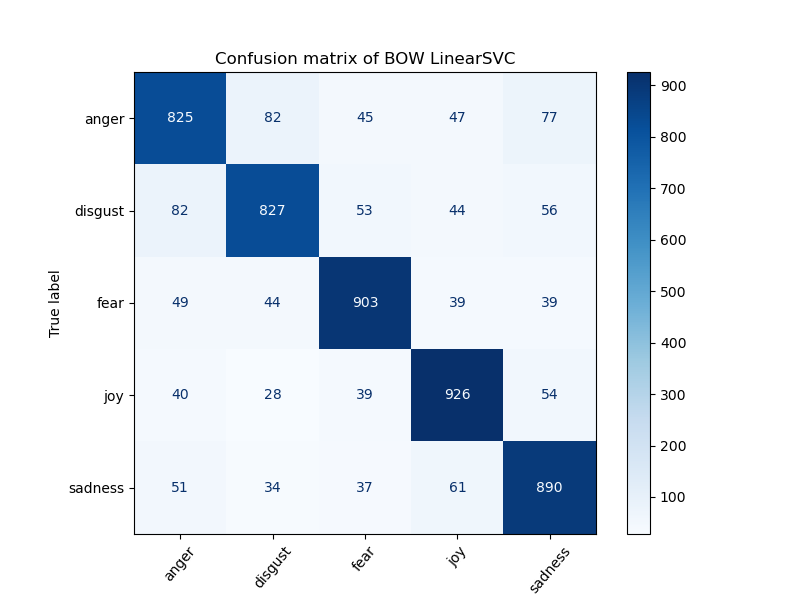 Confusion matrix of BOW LinearSVC
True label
anger 825 82 45 47 77
disgust 82 827 53 44 56
fear 49 44 903 39 39
joy 40 28 39 926 54
sadness 51 34 37 61 890
anger disgust fear joy sadness
900
800
700
600
500
400
300
200
100